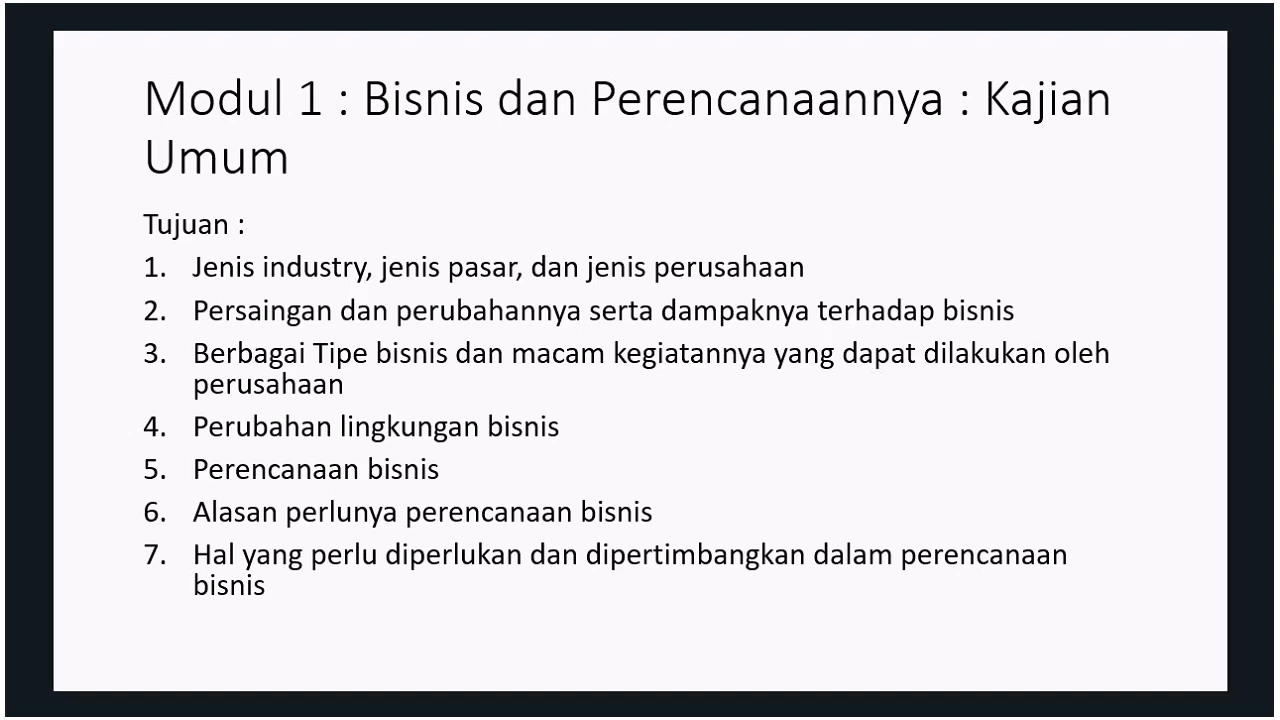 Modul 1 : Bisnis dan Perencanaannya : Kajian
Umum
Tujuan :
1. Jenis industry, jenis pasar, dan jenis perusahaan
2. Persaingan dan perubahannya serta dampaknya terhadap bisnis
3. Berbagai Tipe bisnis dan macam kegiatannya yang dapat dilakukan oleh
perusahaan
4. Perubahan lingkungan bisnis
5. Perencanaan bisnis
6. Alasan perlunya perencanaan bisnis
7. Hal yang perlu diperlukan dan dipertimbangkan dalam perencanaan
bisnis